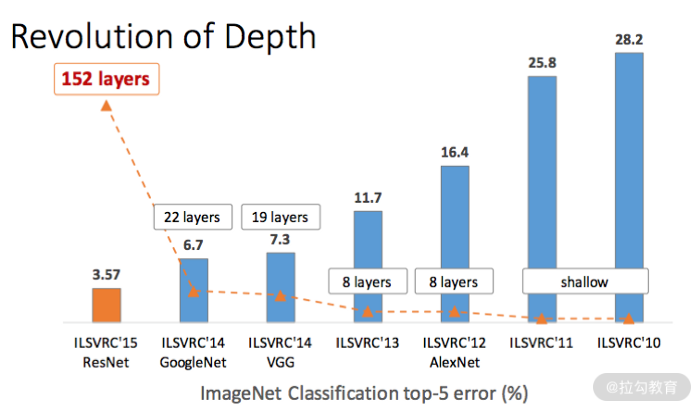 Revolution of Depth
28.2
25.8
152 layers
16.4
11.7
22 layers
19 layers
6.7
7.3
3.57
8 layers
8 layers
shallow
ILSVRC'15
ResNet
ILSVRC'14
GoogleNet
ILSVRC'14
VGG
ILSVRC'13
ILSVRC'12
AlexNet
ILSVRC'11
ILSVRC'10
ImageNet Classification top-5 error (%)
@拉勾教育